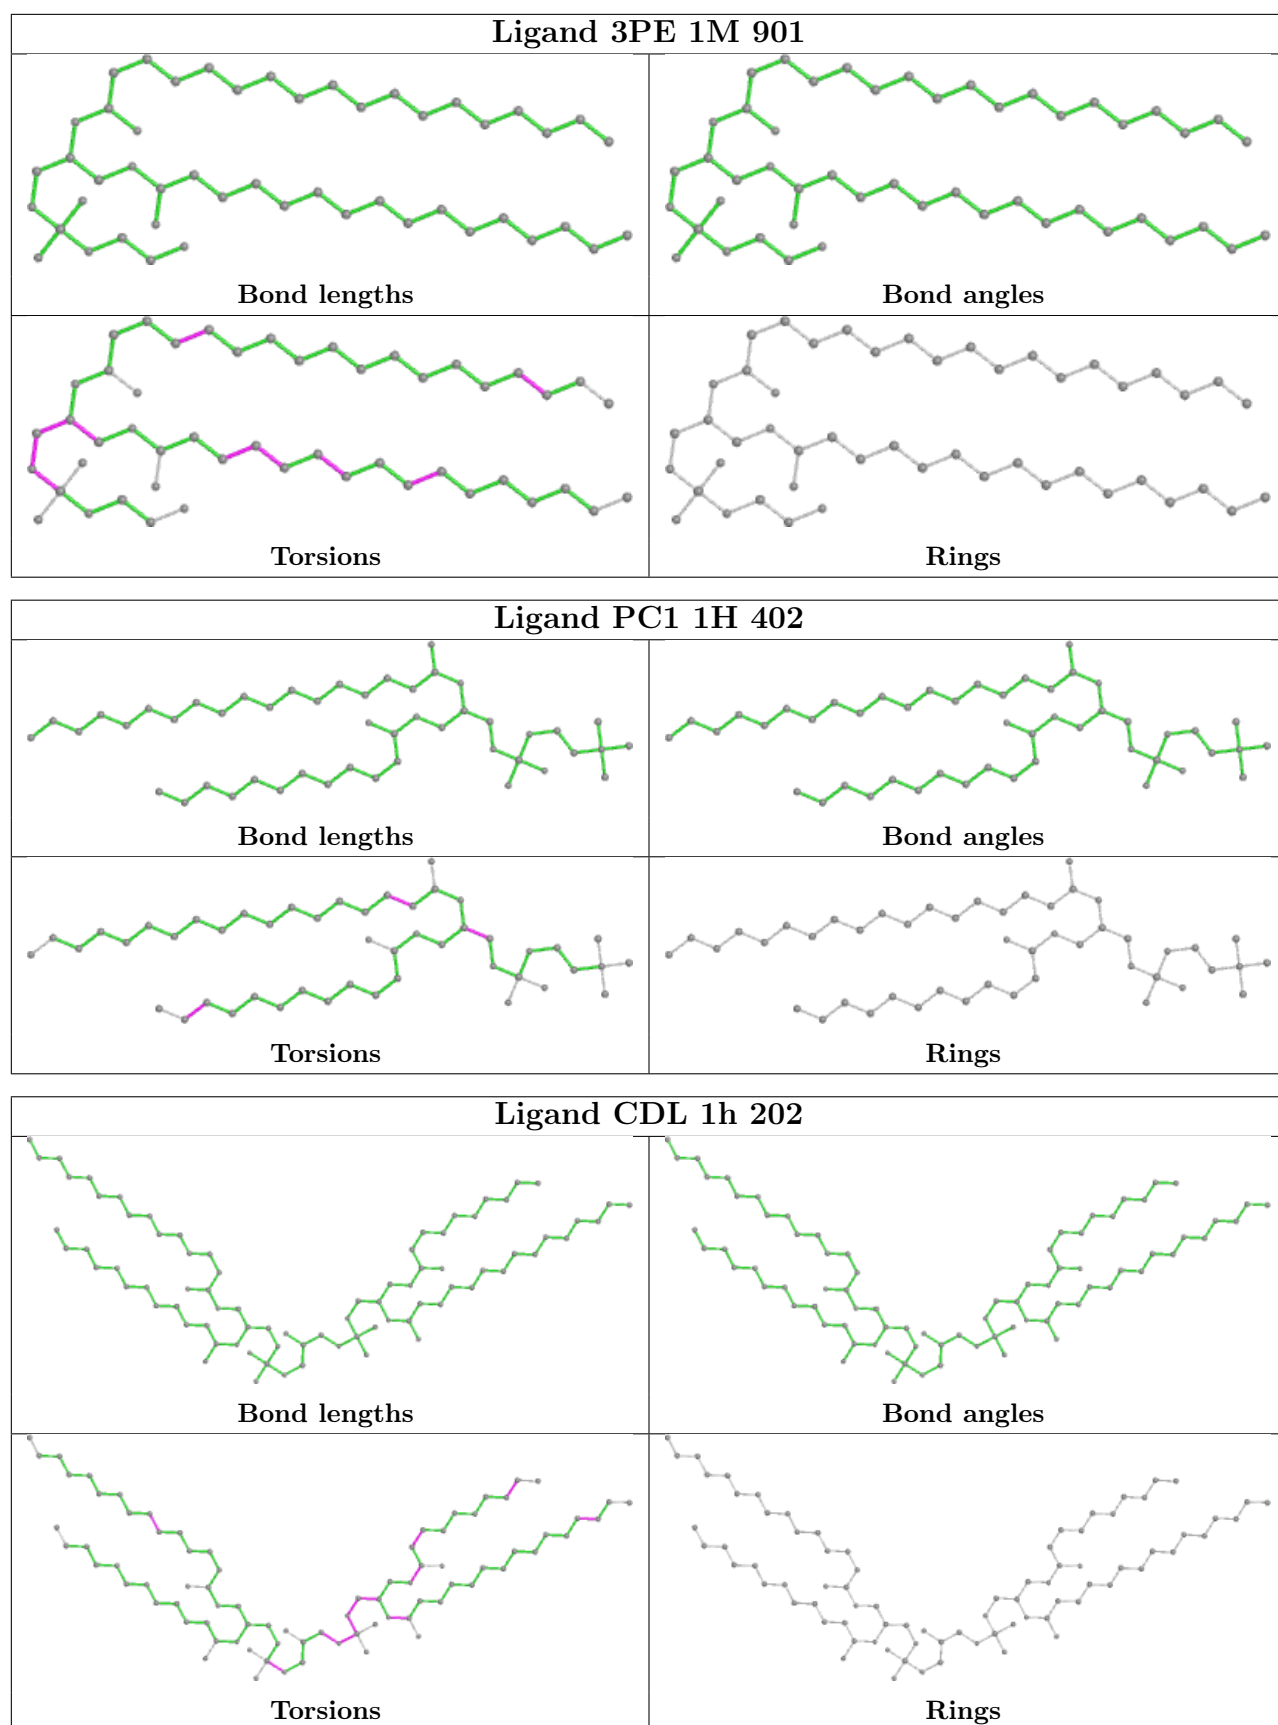 Ligand 3PE 1M 901
Bond lengths
Bond angles
Torsions
Rings
Ligand PC1 1H 402
Bond lengths
Bond angles
Torsions
Rings
Ligand CDL 1h 202
Bond lengths
Bond angles
Torsions
Rings